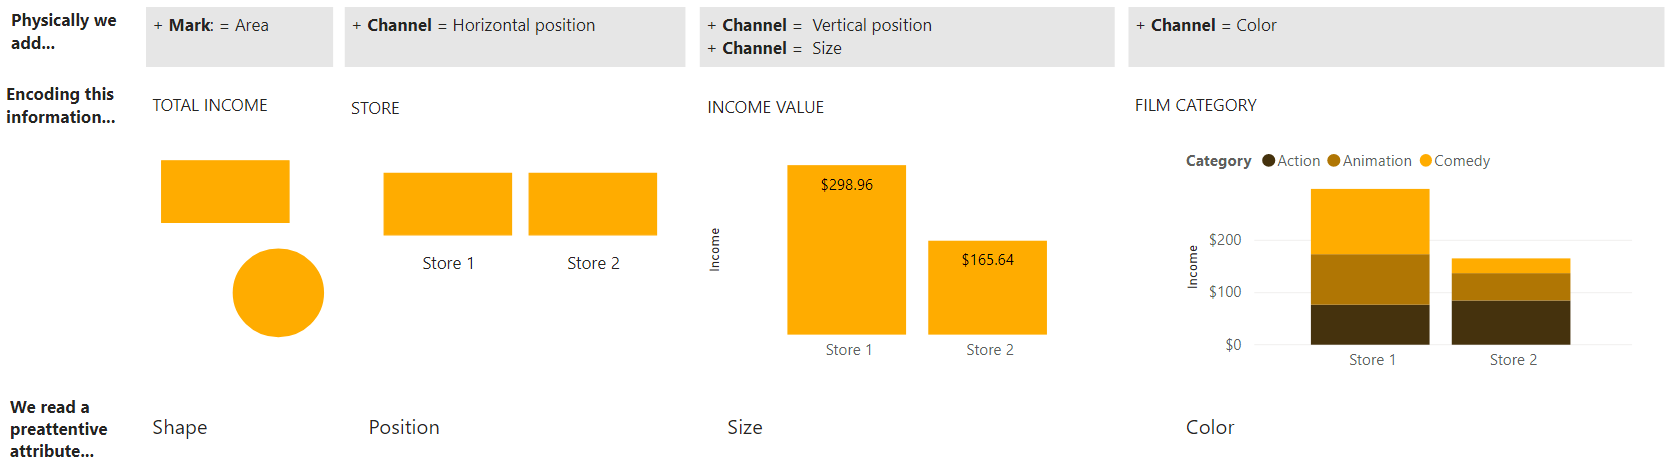 Physically we
add...
+ Mark: = Area
+ Channel = Horizontal position
+ Channel = Vertical position
+ Channel = Size
+ Channel = Color
Encoding this
information...
TOTAL INCOME
STORE
INCOME VALUE
FILM CATEGORY
Store 1
Store 2
Income
$298.96
$165.64
Store 1
Store 2
Category Action Animation Comedy
Income
$200
$100
$0
Store 1
Store 2
We read a
preattentive
attribute...
Shape
Position
Size
Color